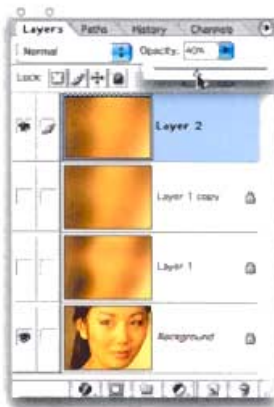 Layers Paths History Channels
Normal Opacity: 40%
Lock:
Layer 2
Layer 1 copy
Layer 1
Background